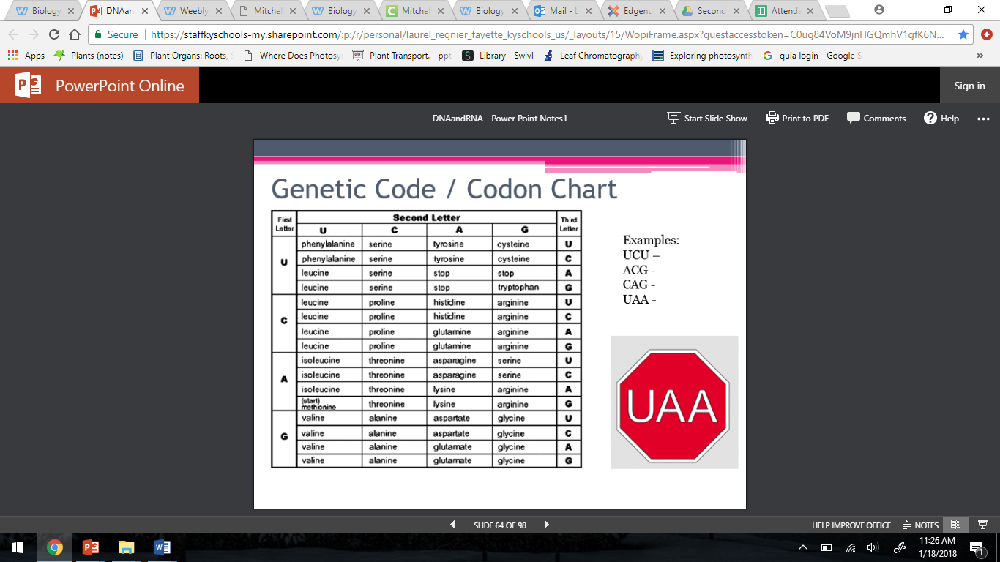 Biology
DNAan
Weekly
Mitchel
Biology
Mitchel
Biology
Mail - L
Edgenu
Second
Attenda
Secure https://staffkyschools-my.sharepoint.com/:p:/r/personal/laurel_regnier_fayette_kyschools_us/_layouts/15/WopiFrame.aspx?guestaccesstoken=C0ug84VoM9jnHGQmhV1gfK6N...
Apps Plants (notes) Plant Organs: Roots, Where Does Photosy Plant Transport. - ppt Library - Swivl Leaf Chromatography Exploring photosynth quia login - Google S »
PowerPoint Online
Sign in
DNAandRNA - Power Point Notes1 Start Slide Show Print to PDF Comments Help
Genetic Code / Codon Chart
First Letter Second Letter Third Letter
U C A G
U phenylalanine serine tyrosine cysteine U
phenylalanine serine tyrosine cysteine C
leucine serine stop stop A
leucine serine stop tryptophan G
C leucine proline histidine arginine U
leucine proline histidine arginine C
leucine proline glutamine arginine A
leucine proline glutamine arginine G
A isoleucine threonine asparagine serine U
isoleucine threonine asparagine serine C
isoleucine threonine lysine arginine A
(start) methionine threonine lysine arginine G
G valine alanine aspartate glycine U
valine alanine aspartate glycine C
valine alanine glutamate glycine A
valine alanine glutamate glycine G
Examples:
UCU –
ACG -
CAG -
UAA -
UAA
SLIDE 64 OF 98
HELP IMPROVE OFFICE NOTES
11:26 AM
1/18/2018
1